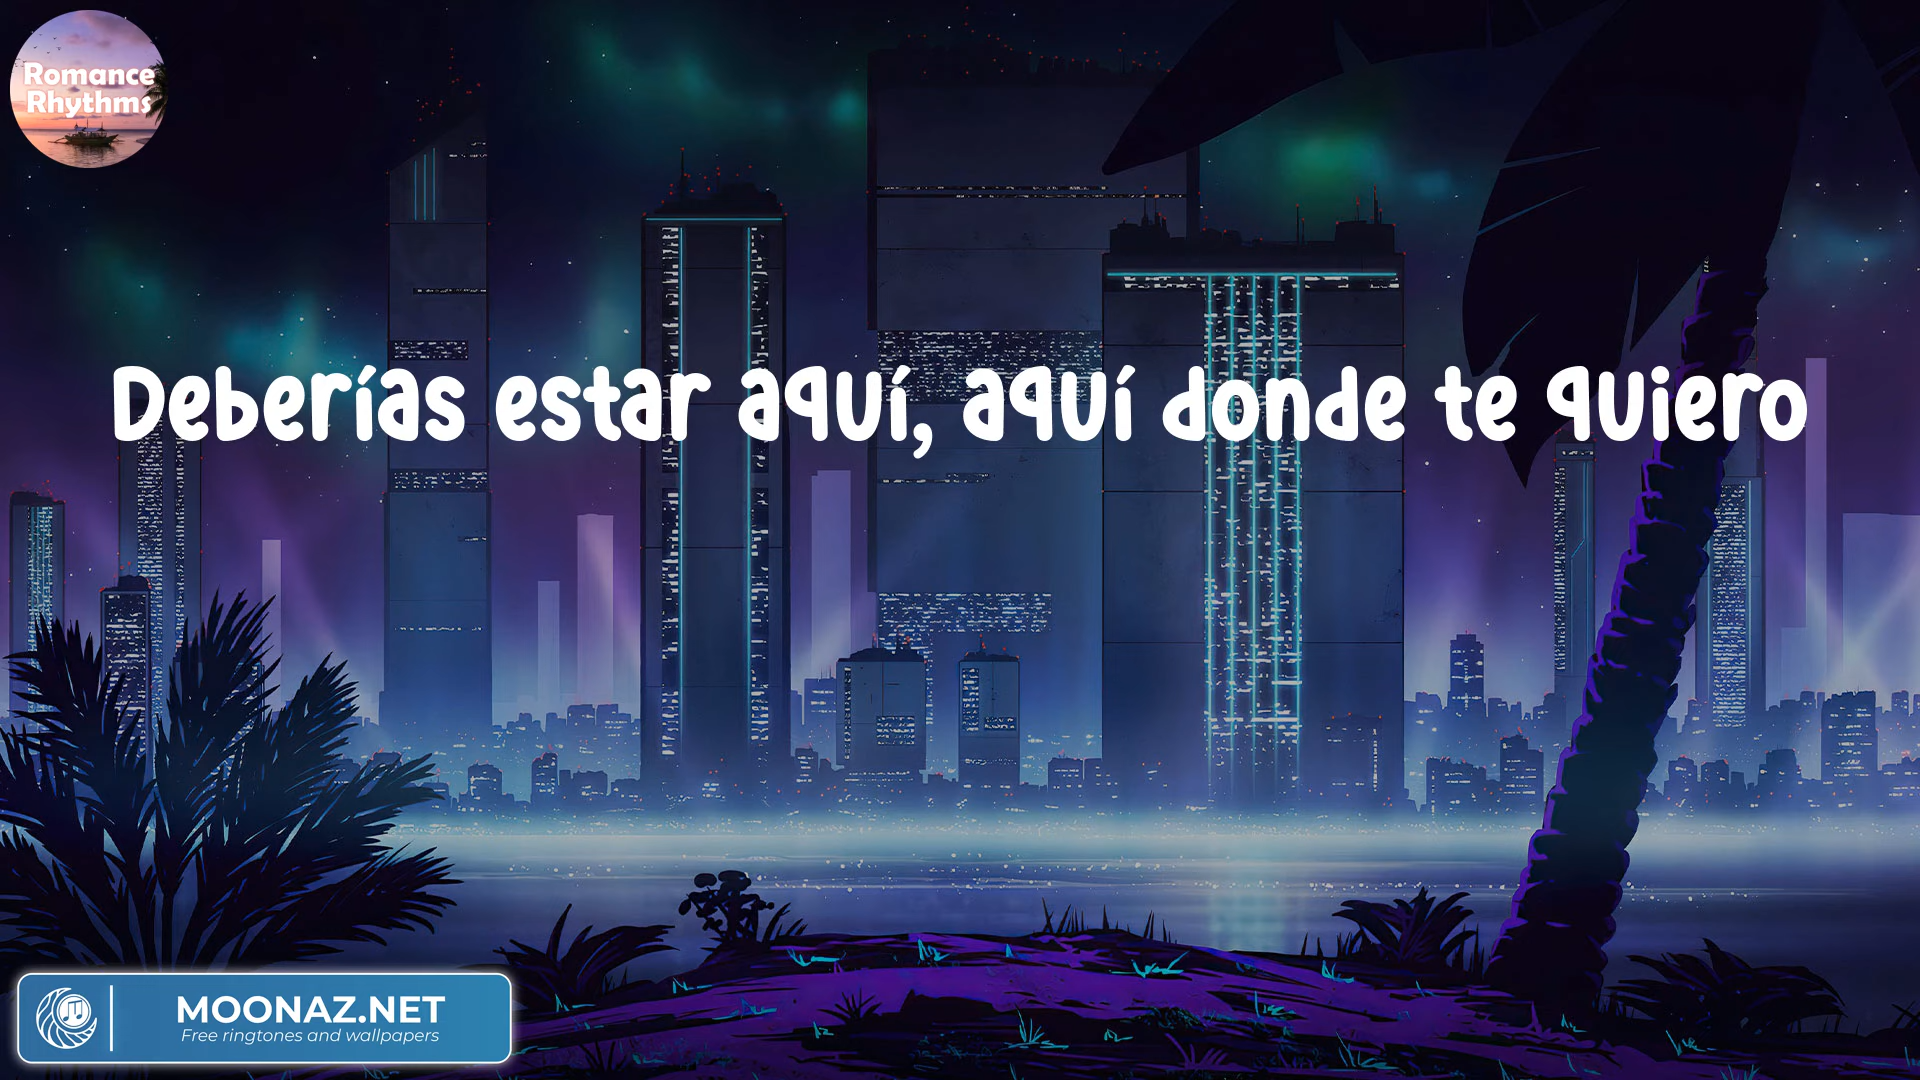 Romance
Rhythms
Deberías estar aquí, aquí donde te quiero
MOONAZ.NET
Free ringtones and wallpapers